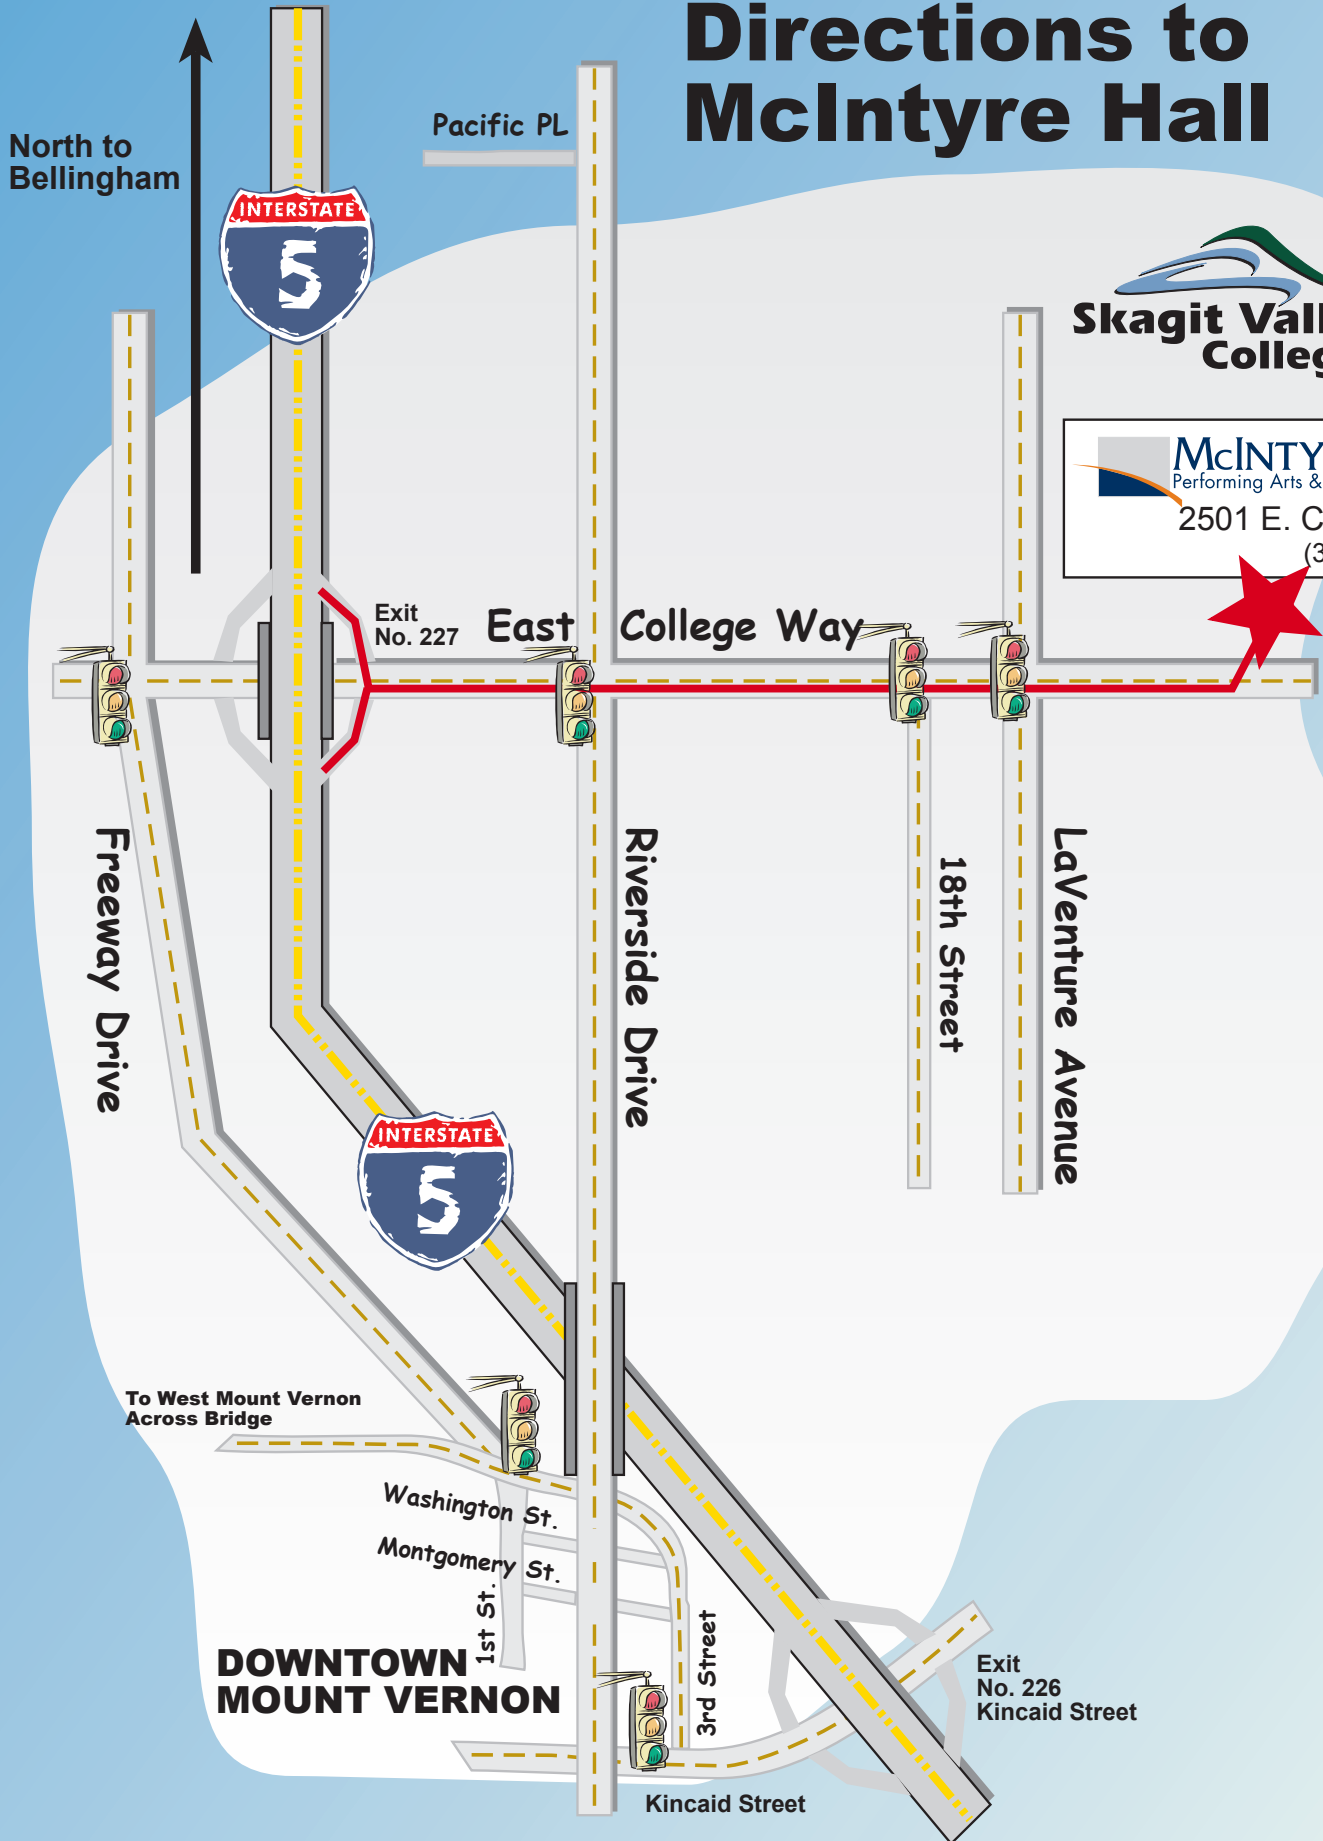 Directions to
McIntyre Hall
North to
Bellingham
Pacific PL
INTERSTATE
5
Skagit Vall
Colleg
McINTY
Performing Arts &
2501 E. C
(3
Exit
No. 227
East College Way
Freeway Drive
Riverside Drive
18th Street
LaVenture Avenue
INTERSTATE
5
To West Mount Vernon
Across Bridge
Washington St.
Montgomery St.
1st St.
3rd Street
DOWNTOWN
MOUNT VERNON
Exit
No. 226
Kincaid Street
Kincaid Street